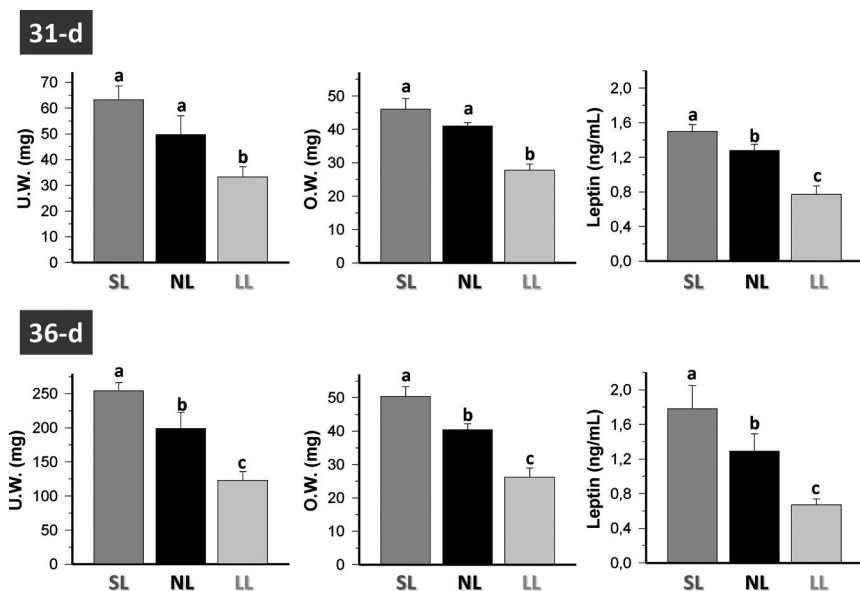 31-d
U.W. (mg)
70
60
50
40
30
20
10
0
a
a
b
SL NL LL
O.W. (mg)
50
40
30
20
10
0
a
a
b
SL NL LL
Leptin (ng/mL)
2,0
1,6
1,2
0,8
0,4
0,0
a
b
c
SL NL LL
36-d
U.W. (mg)
250
200
150
100
50
0
a
b
c
SL NL LL
O.W. (mg)
50
40
30
20
10
0
a
b
c
SL NL LL
Leptin (ng/mL)
2,0
1,6
1,2
0,8
0,4
0,0
a
b
c
SL NL LL